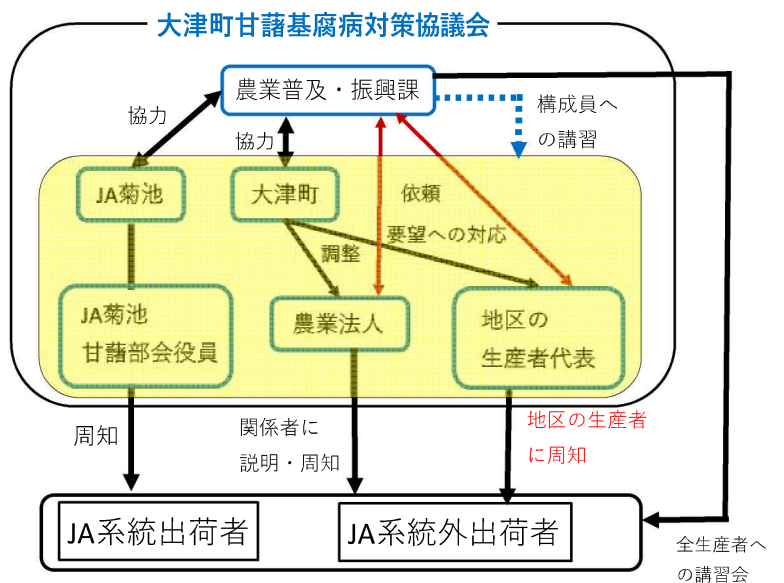 大津町甘藷基腐病対策協議会
農業普及・振興課
協力
協力
構成員へ
の講習
JA菊池
大津町
依頼
要望への対応
調整
JA菊池
甘藷部会役員
農業法人
地区の
生産者代表
周知
関係者に
説明・周知
地区の生産者
に周知
JA系統出荷者
JA系統外出荷者
全生産者へ
の講習会